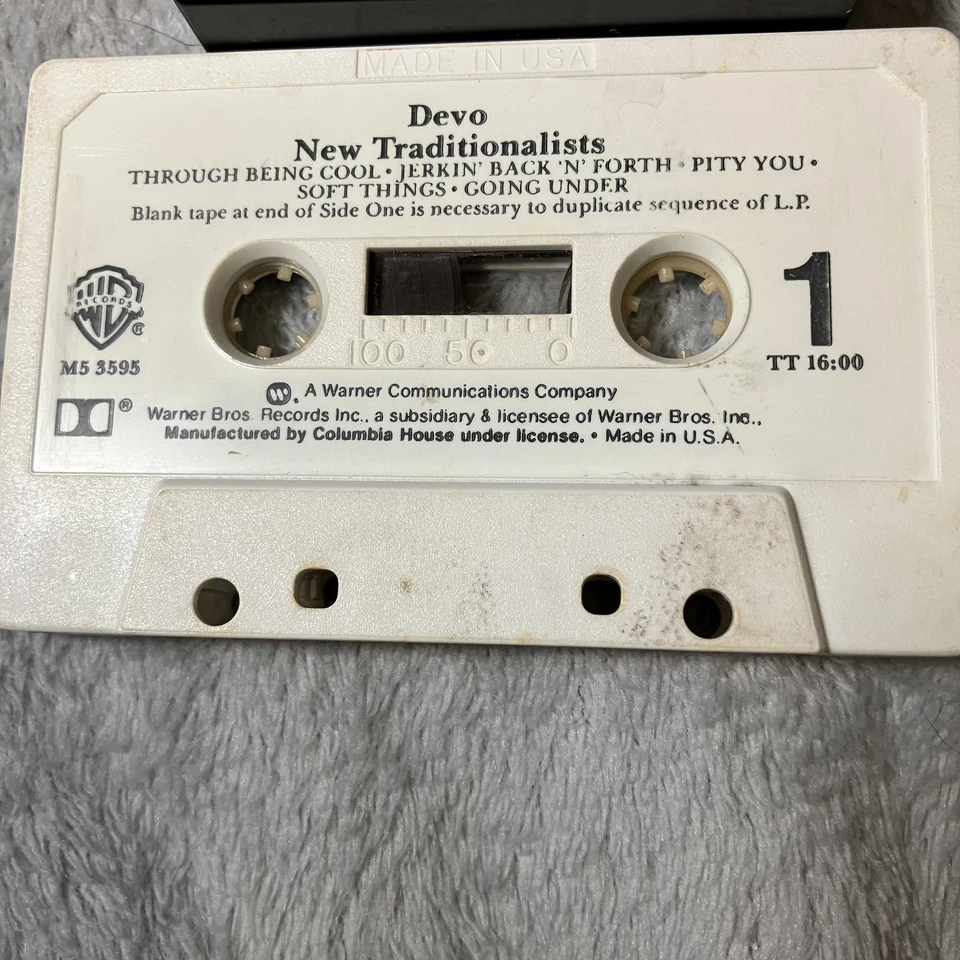 MADE IN USA
Devo
New Traditionalists
THROUGH BEING COOL • JERKIN' BACK 'N' FORTH • PITY YOU •
SOFT THINGS • GOING UNDER
Blank tape at end of Side One is necessary to duplicate sequence of L.P.
WB RECORDS ®
1
100 50 0
M5 3595
TT 16:00
W. A Warner Communications Company
® Warner Bros. Records Inc., a subsidiary & licensee of Warner Bros. Inc.,
Manufactured by Columbia House under license. • Made in U.S.A.